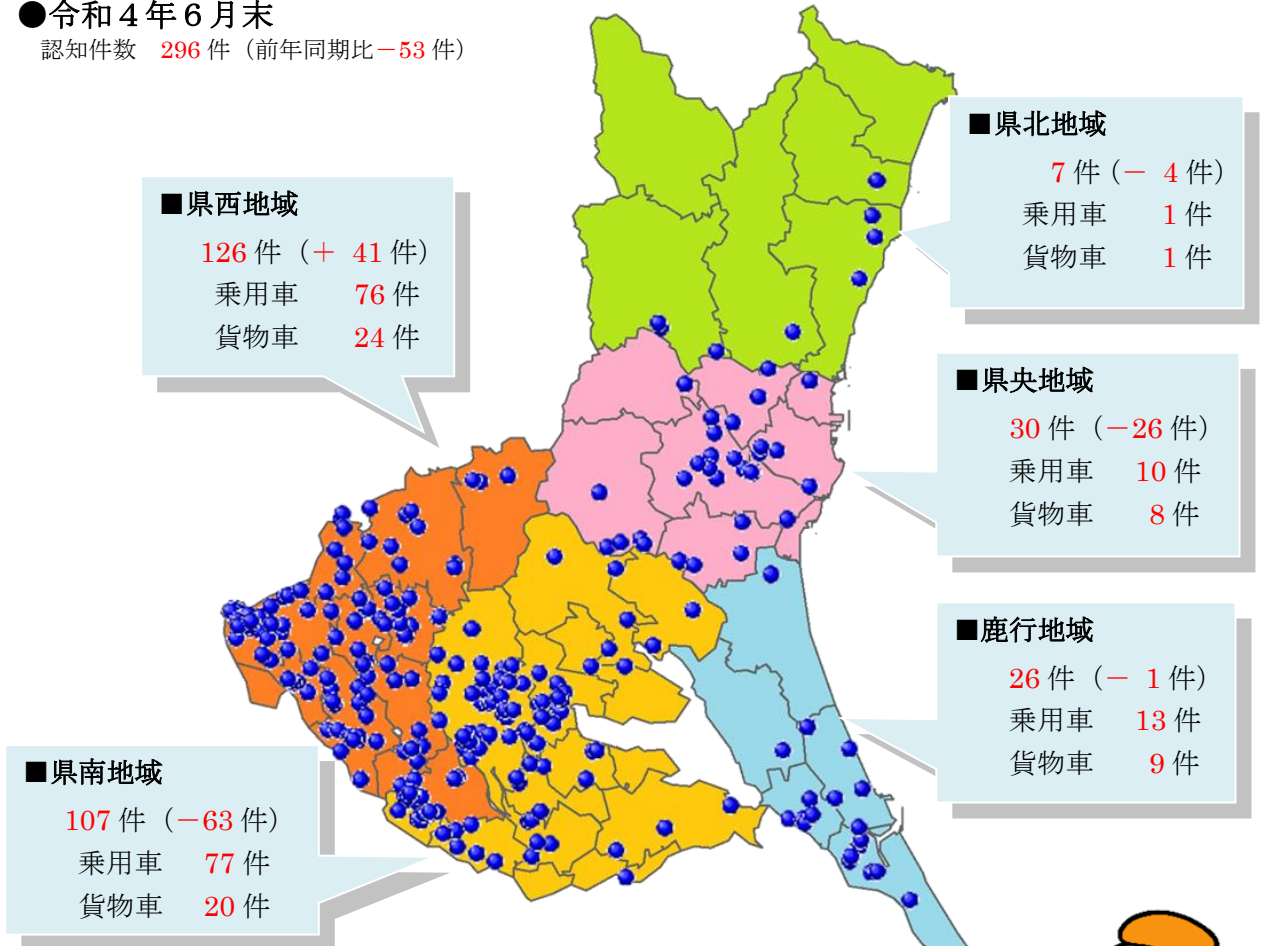 ●令和４年６月末
認知件数　296 件（前年同期比－53 件）
■県北地域
7 件（－ 4 件）
乗用車　1 件
貨物車　1 件
■県西地域
126 件（＋ 41 件）
乗用車　76 件
貨物車　24 件
■県央地域
30 件（－26 件）
乗用車　10 件
貨物車　8 件
■鹿行地域
26 件（－ 1 件）
乗用車　13 件
貨物車　9 件
■県南地域
107 件（－63 件）
乗用車　77 件
貨物車　20 件